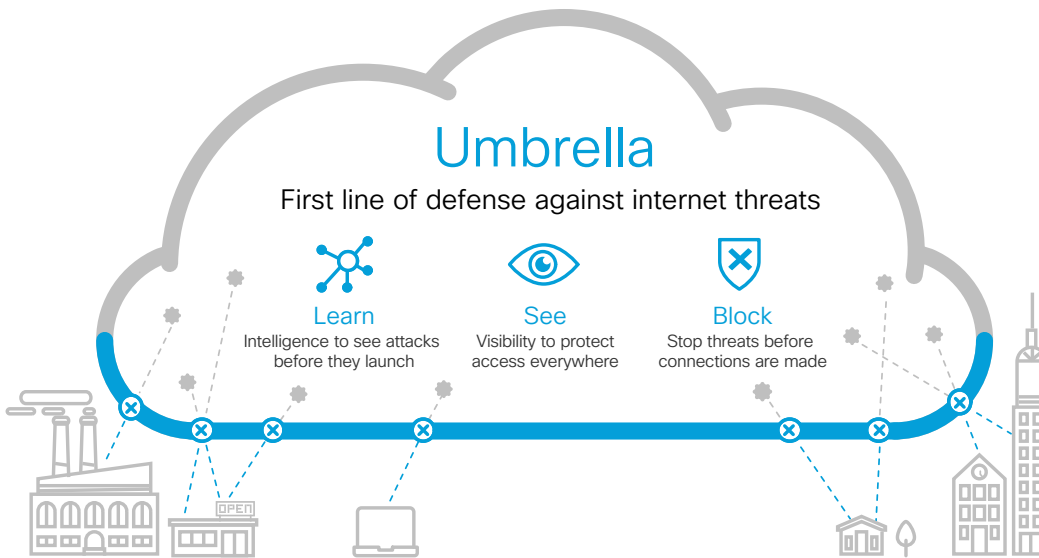 Umbrella
First line of defense against internet threats
Learn
Intelligence to see attacks
before they launch
See
Visibility to protect
access everywhere
Block
Stop threats before
connections are made
OPEN